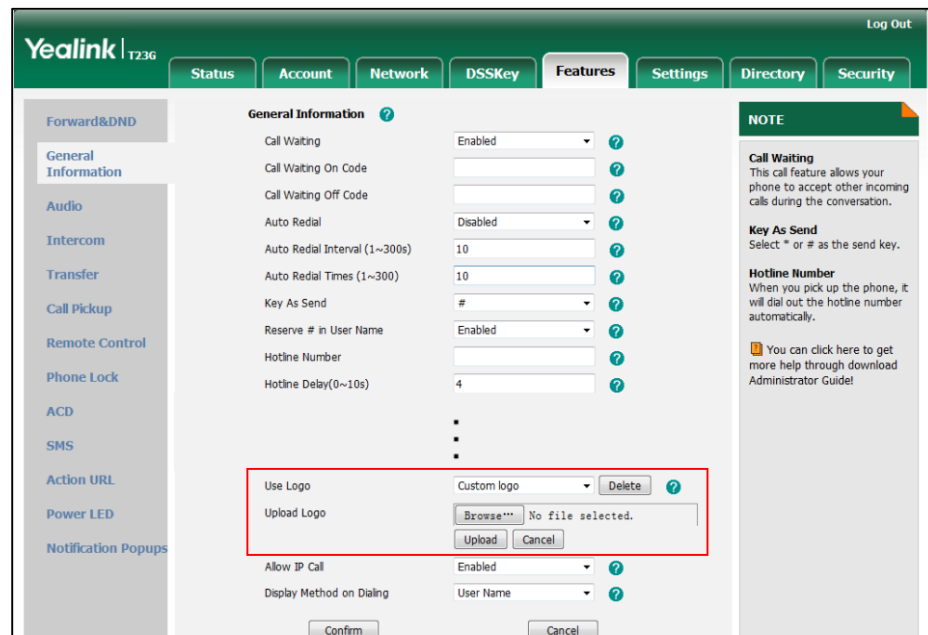 Log Out
Yealink | T23G
Status Account Network DSSKey Features Settings Directory Security
Forward&DND
General
Information
Audio
Intercom
Transfer
Call Pickup
Remote Control
Phone Lock
ACD
SMS
Action URL
Power LED
Notification Popups
General Information ?
Call Waiting Enabled ?
Call Waiting On Code ?
Call Waiting Off Code ?
Auto Redial Disabled ?
Auto Redial Interval (1~300s) 10 ?
Auto Redial Times (1~300) 10 ?
Key As Send # ?
Reserve # in User Name Enabled ?
Hotline Number ?
Hotline Delay(0~10s) 4 ?
Use Logo Custom logo Delete ?
Upload Logo Browse... No file selected.
Upload Cancel
Allow IP Call Enabled ?
Display Method on Dialing User Name ?
Confirm Cancel
NOTE
Call Waiting
This call feature allows your
phone to accept other incoming
calls during the conversation.
Key As Send
Select * or # as the send key.
Hotline Number
When you pick up the phone, it
will dial out the hotline number
automatically.
? You can click here to get
more help through download
Administrator Guide!